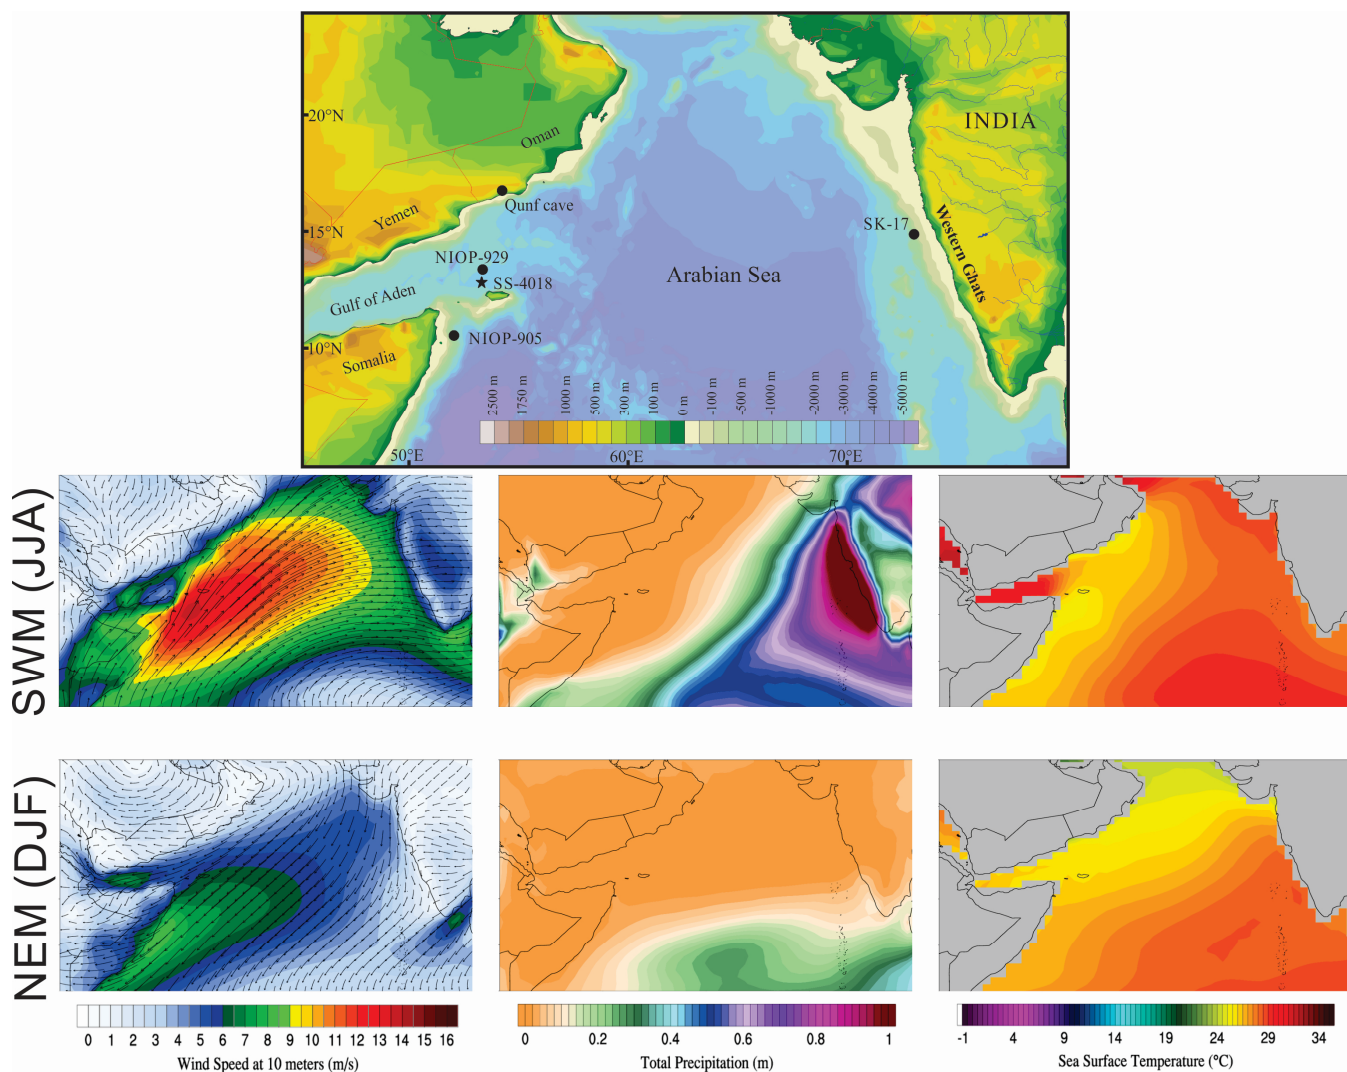 20°N
15°N
10°N
50°E
60°E
70°E
INDIA
Oman
Qunf cave
Yemen
Western Ghats
SK-17
NIOP-929
SS-4018
Arabian Sea
Gulf of Aden
NIOP-905
Somalia
2500 m
1750 m
1000 m
500 m
300 m
100 m
0 m
-100 m
-500 m
-1000 m
-2000 m
-3000 m
-4000 m
-5000 m
SWM (JJA)
NEM (DJF)
0 1 2 3 4 5 6 7 8 9 10 11 12 13 14 15 16
Wind Speed at 10 meters (m/s)
0 0.2 0.4 0.6 0.8 1
Total Precipitation (m)
-1 4 9 14 19 24 29 34
Sea Surface Temperature (°C)